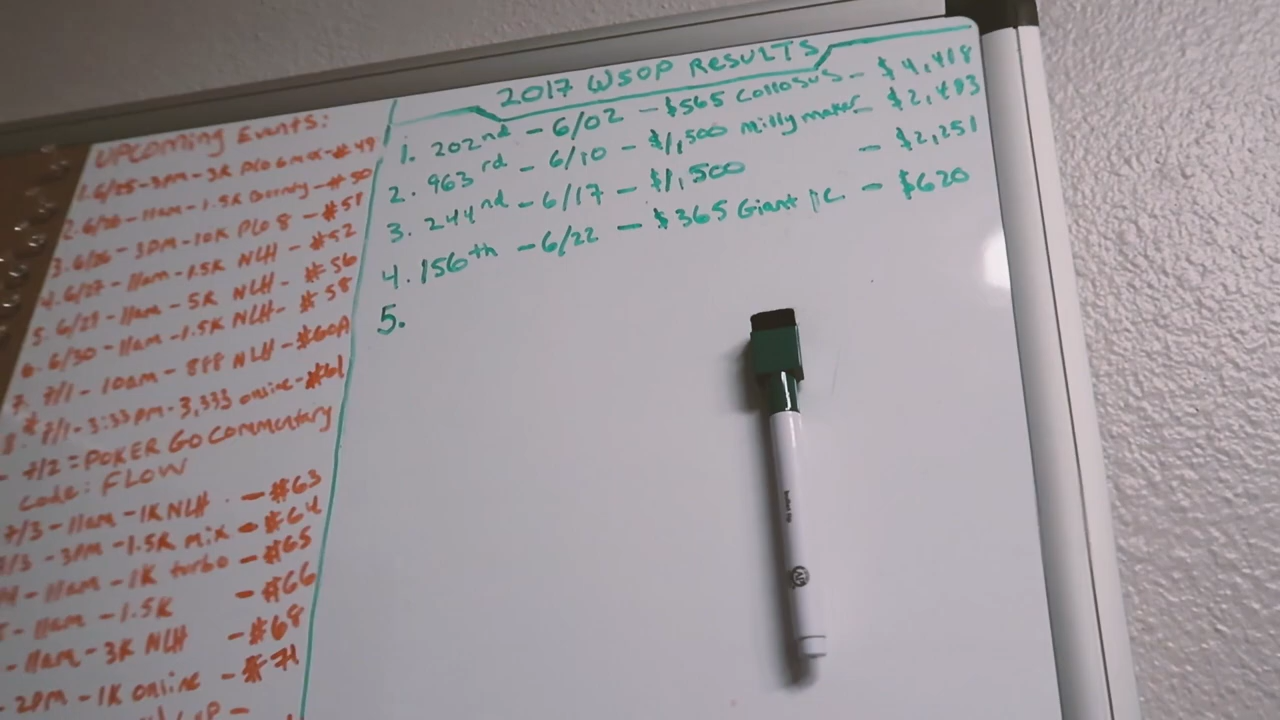 Upcoming Events:
1. 6/25-3PM-3K PLO 6max-#49
2. 6/26-11am-1.5K Bounty-#50
3. 6/26-3PM-10K PLO 8-#51
4. 6/27-11am-1.5K NLH-#52
5. 6/29-11am-5K NLH-#56
6. 6/30-11am-1.5K NLH-#58
7. 7/1-10am-888 NLH-#60A
8.* 7/1-3:33pm-3,333 online-#61
- 7/2=POKER GO Commentary
code: FLOW
7/3-11am-1K NLH-#63
7/3-3PM-1.5K mix-#64
-11am-1K turbo-#65
-11am-1.5K-#66
-11am-3K NLH-#68
2PM-1K online-#71
2017 WSOP RESULTS
1. 202nd-6/02-$565 Collosus-$4,418
2. 963rd-6/10-$1,500 Milly maker-$2,483
3. 244nd-6/17-$1,500-$2,251
4. 156th-6/22-$365 Giant-$620
5.